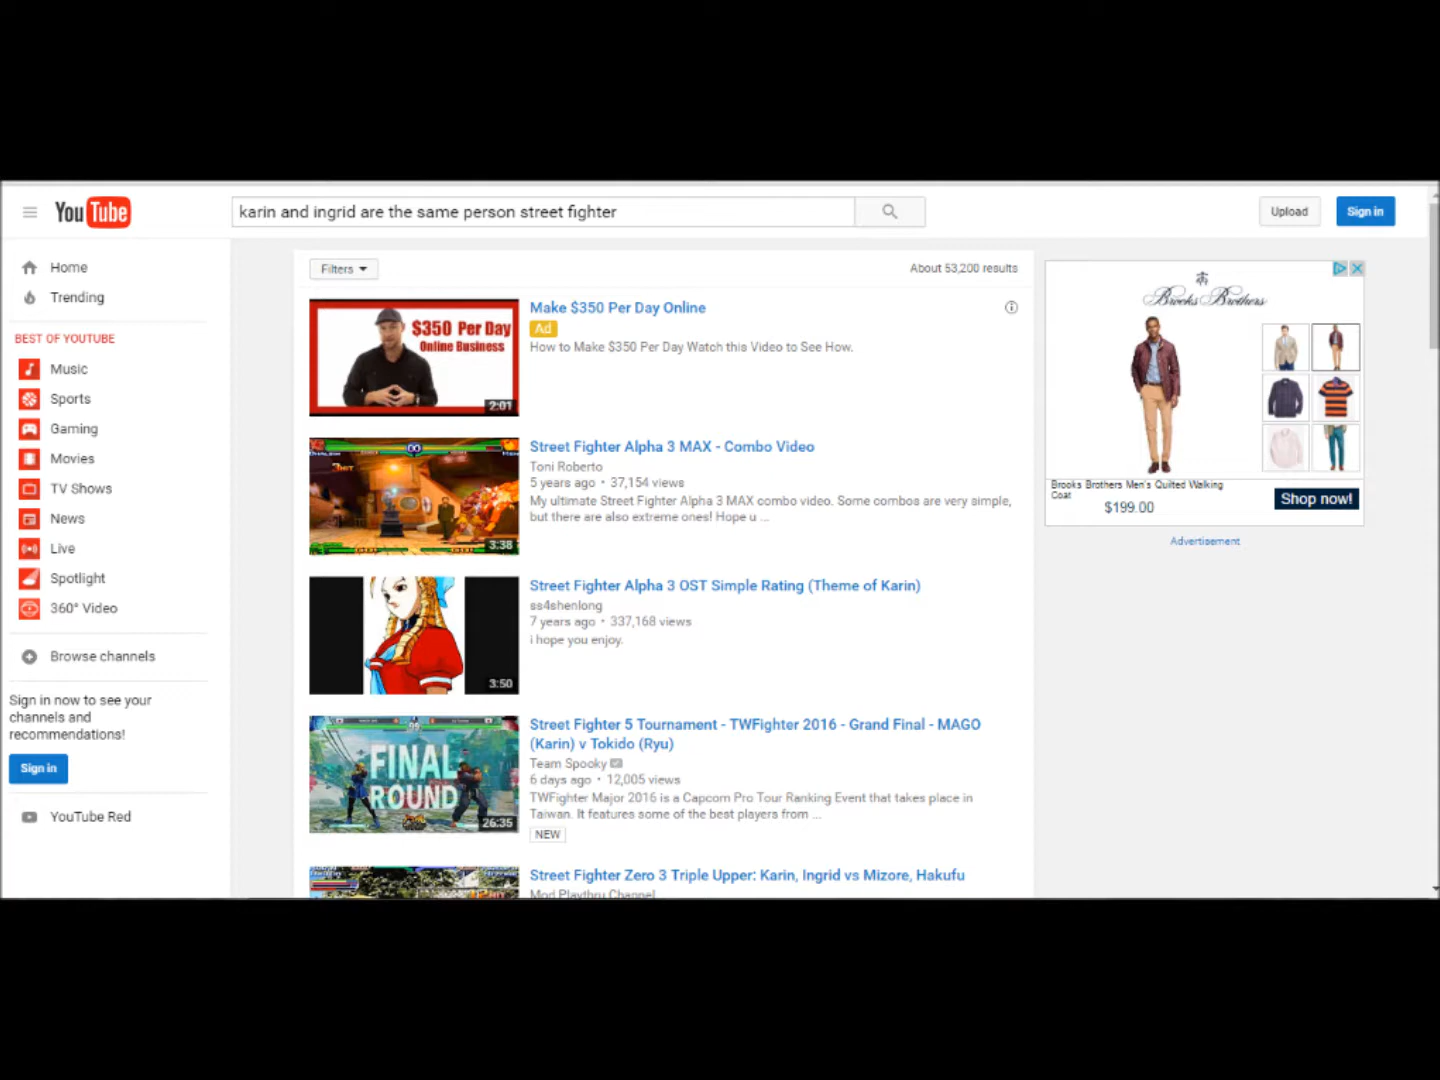 YouTube
karin and ingrid are the same person street fighter
Upload
Sign in
Home
Trending
BEST OF YOUTUBE
Music
Sports
Gaming
Movies
TV Shows
News
Live
Spotlight
360° Video
Browse channels
Sign in now to see your
channels and
recommendations!
Sign in
YouTube Red
Filters
About 53,200 results
$350 Per Day
Online Business
2:01
Make $350 Per Day Online
Ad
How to Make $350 Per Day Watch this Video to See How.
3:38
Street Fighter Alpha 3 MAX - Combo Video
Toni Roberto
5 years ago • 37,154 views
My ultimate Street Fighter Alpha 3 MAX combo video. Some combos are very simple,
but there are also extreme ones! Hope u ...
3:50
Street Fighter Alpha 3 OST Simple Rating (Theme of Karin)
ss4shenlong
7 years ago • 337,168 views
i hope you enjoy.
FINAL
ROUND
26:35
Street Fighter 5 Tournament - TWFighter 2016 - Grand Final - MAGO
(Karin) v Tokido (Ryu)
Team Spooky
6 days ago • 12,005 views
TWFighter Major 2016 is a Capcom Pro Tour Ranking Event that takes place in
Taiwan. It features some of the best players from ...
NEW
Street Fighter Zero 3 Triple Upper: Karin, Ingrid vs Mizore, Hakufu
Mod Playthru Channel
Brooks Brothers
Brooks Brothers Men's Quilted Walking
Coat
$199.00
Shop now!
Advertisement